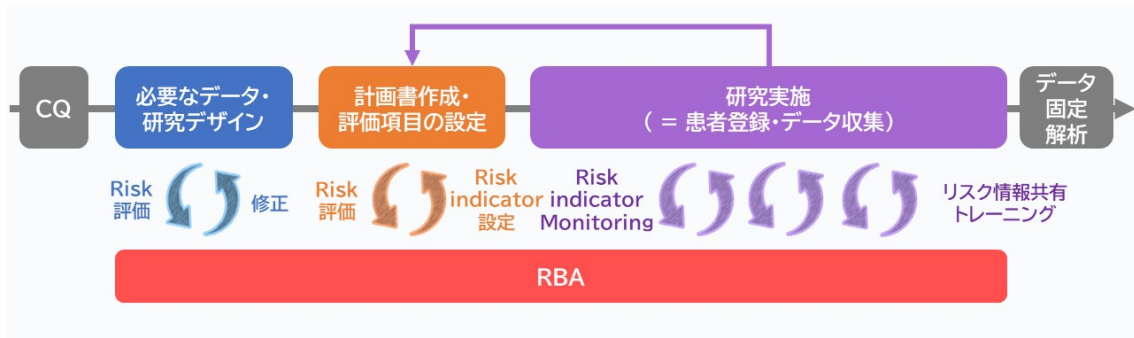 CQ
必要なデータ・
研究デザイン
計画書作成・
評価項目の設定
研究実施
( = 患者登録・データ収集)
データ
固定
解析
Risk
評価
修正
Risk
評価
Risk
indicator
設定
Risk
indicator
Monitoring
リスク情報共有
トレーニング
RBA